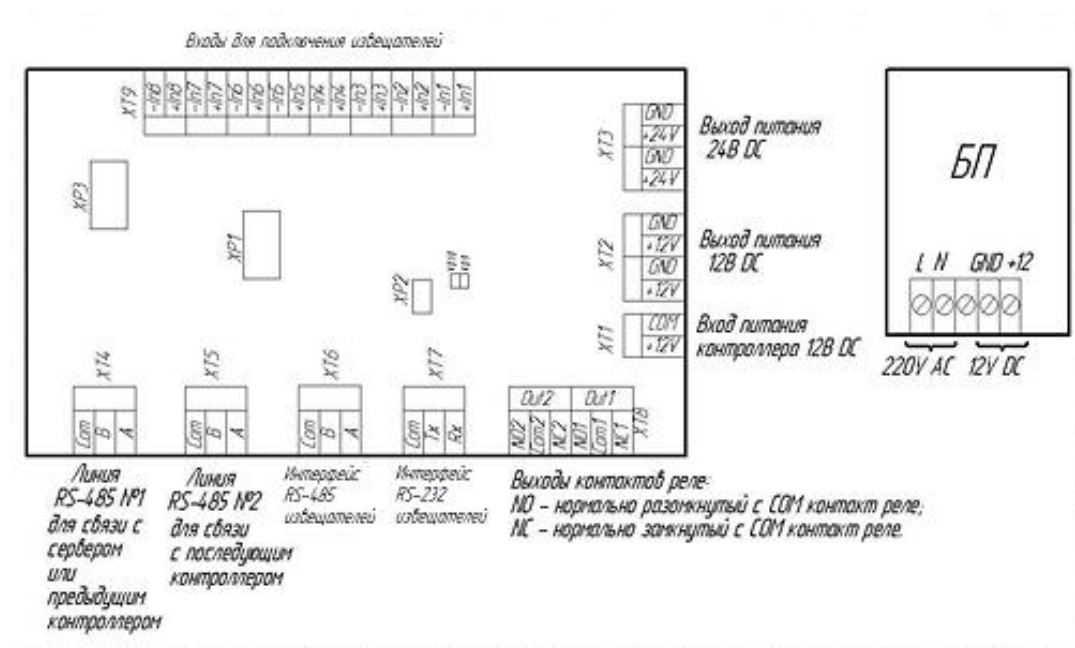 Входы для подключения извещателей
XT9
-In8
+In8
-In7
+In7
-In6
+In6
-In5
+In5
-In4
+In4
-In3
+In3
-In2
+In2
-In1
+In1
XP3
XP1
XP2
XT3
GND
+24V
GND
+24V
Выход питания
24В DC
XT2
GND
+12V
GND
+12V
Выход питания
12В DC
XT1
COM
+12V
Вход питания
контроллера 12В DC
БП
L N GND +12
220V AC 12V DC
XT4
Com
B
A
XT5
Com
B
A
XT6
Com
B
A
XT7
Com
Tx
Rx
Out2 Out1
NO2
Com2
NC2
NO1
Com1
NC1
XT8
Линия
RS-485 №1
для связи с
сервером
или
предыдущим
контроллером
Линия
RS-485 №2
для связи
с последующим
контроллером
Интерфейс
RS-485
извещателей
Интерфейс
RS-232
извещателей
Выходы контактов реле:
NO - нормально разомкнутый с COM контакт реле;
NC - нормально замкнутый с COM контакт реле.